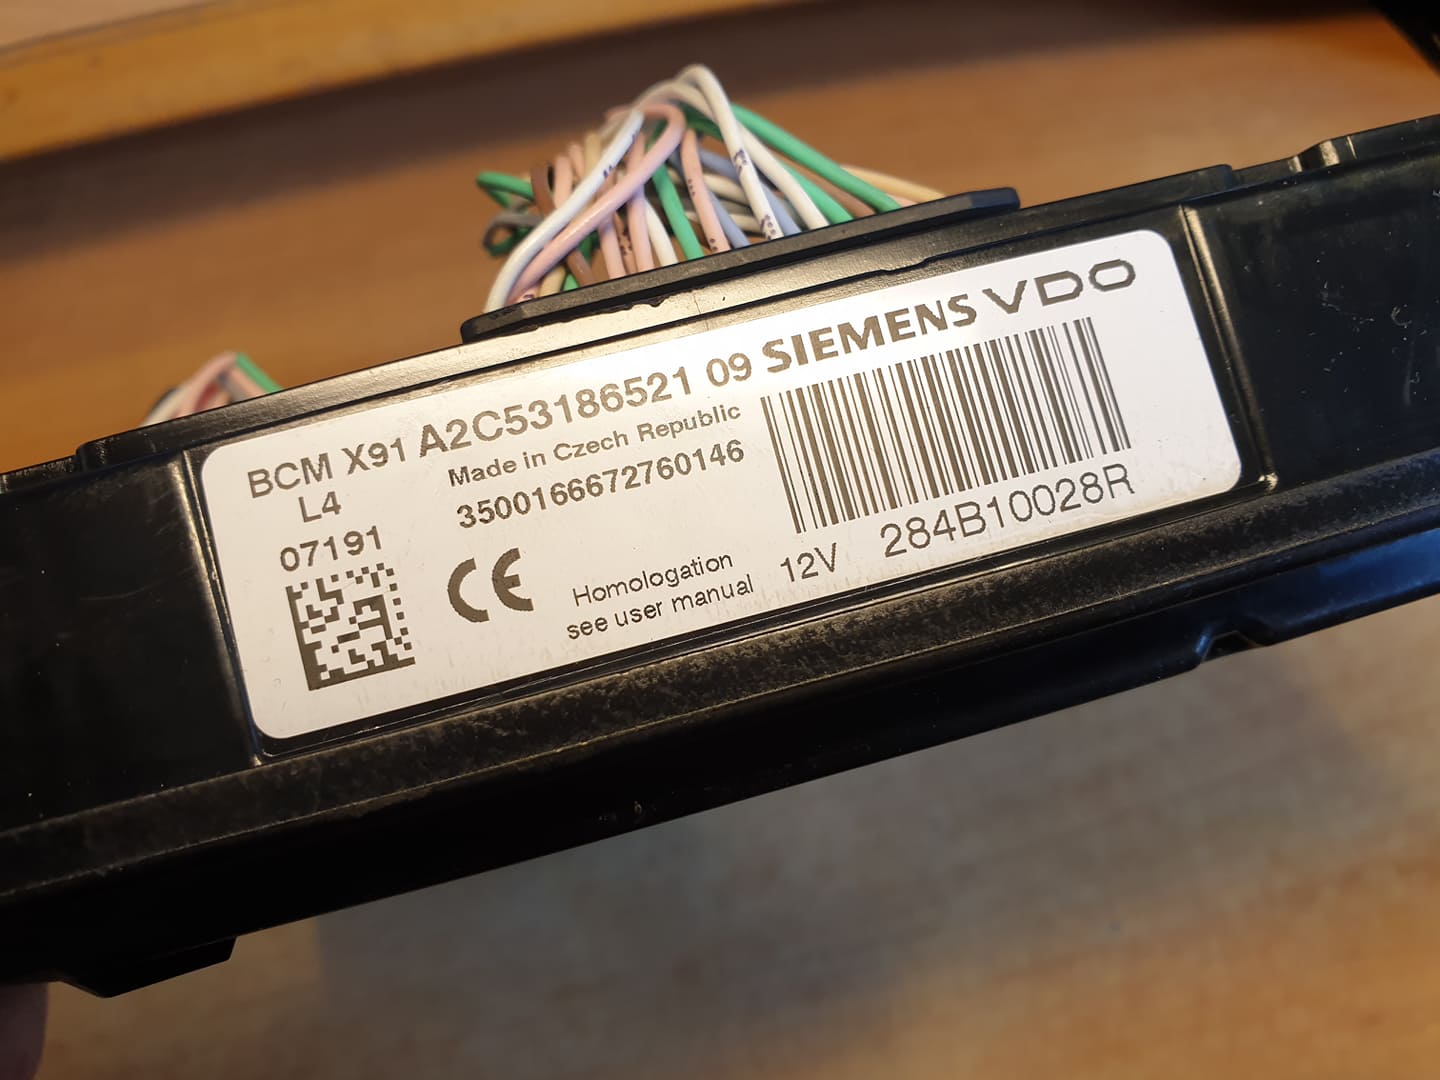 BCM X91 A2C53186521 09 SIEMENS VDO
L4
Made in Czech Republic
07191
3500166672760146
CE
Homologation
see user manual
12V
284B10028R